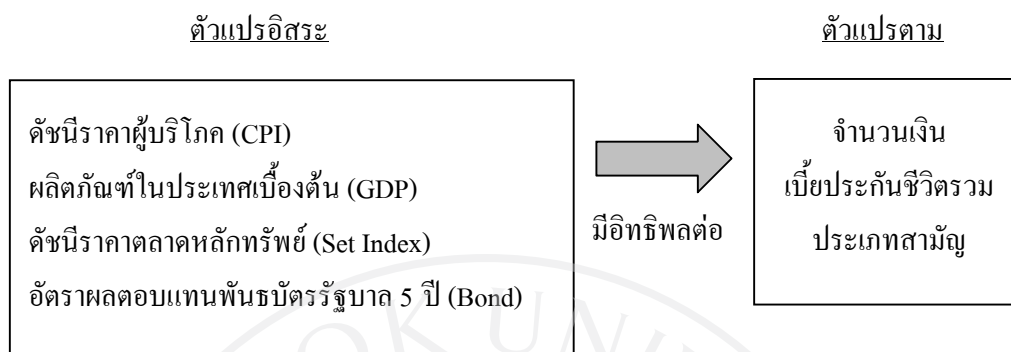 ตัวแปรอิสระ
ตัวแปรตาม
ดัชนีราคาผู้บริโภค (CPI)
ผลิตภัณฑ์ในประเทศเบื้องต้น (GDP)
ดัชนีราคาตลาดหลักทรัพย์ (Set Index)
อัตราผลตอบแทนพันธบัตรรัฐบาล 5 ปี (Bond)
มีอิทธิพลต่อ
จำนวนเงิน
เบี้ยประกันชีวิตรวม
ประเภทสามัญ
OK UNI